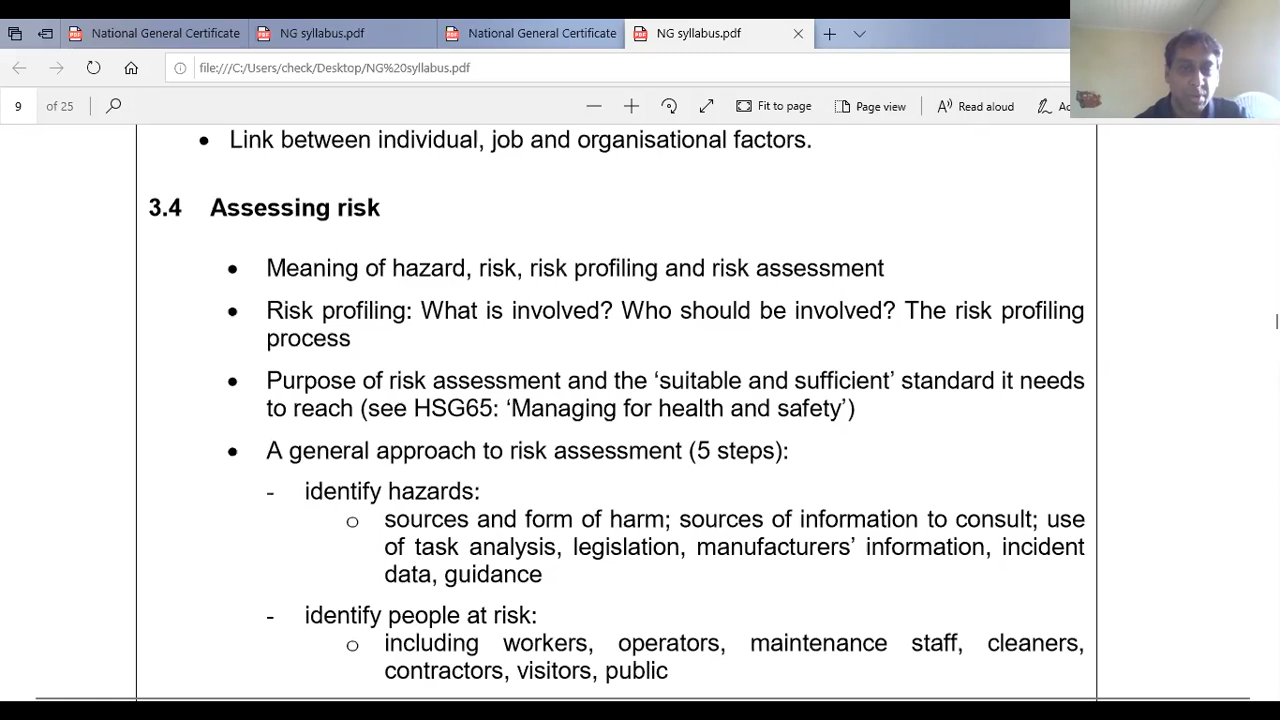 National General Certificate
NG syllabus.pdf
National General Certificate
NG syllabus.pdf
file:///C:/Users/check/Desktop/NG%20syllabus.pdf
9 of 25
Fit to page
Page view
Read aloud
• Link between individual, job and organisational factors.
3.4 Assessing risk
• Meaning of hazard, risk, risk profiling and risk assessment
• Risk profiling: What is involved? Who should be involved? The risk profiling
process
• Purpose of risk assessment and the ‘suitable and sufficient’ standard it needs
to reach (see HSG65: ‘Managing for health and safety’)
• A general approach to risk assessment (5 steps):
- identify hazards:
o sources and form of harm; sources of information to consult; use
of task analysis, legislation, manufacturers’ information, incident
data, guidance
- identify people at risk:
o including workers, operators, maintenance staff, cleaners,
contractors, visitors, public